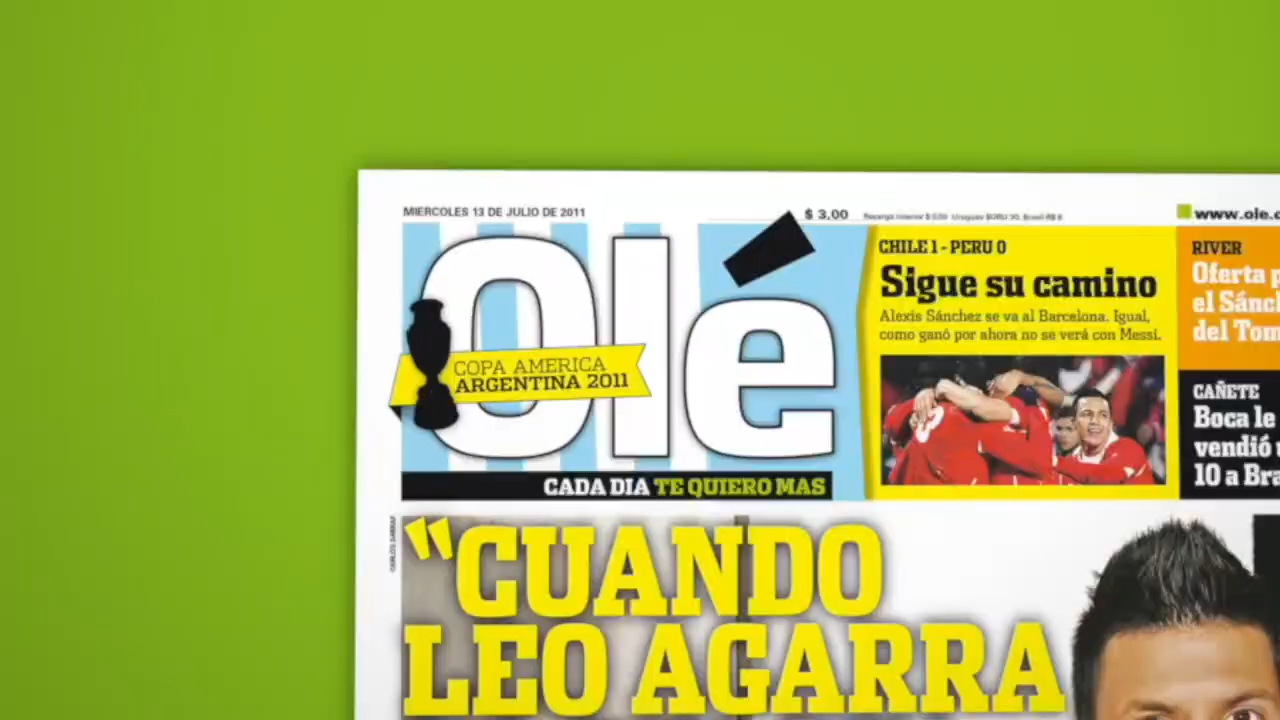 MIERCOLES 13 DE JULIO DE 2011
$ 3,00
www.ole.c
Olé
COPA AMERICA
ARGENTINA 2011
CADA DIA TE QUIERO MAS
CHILE 1 - PERU 0
Sigue su camino
Alexis Sánchez se va al Barcelona. Igual,
como ganó por ahora no se verá con Messi.
RIVER
Oferta p
el Sánc
del Tom
CAÑETE
Boca le
vendió
10 a Bra
“CUANDO
LEO AGARRA